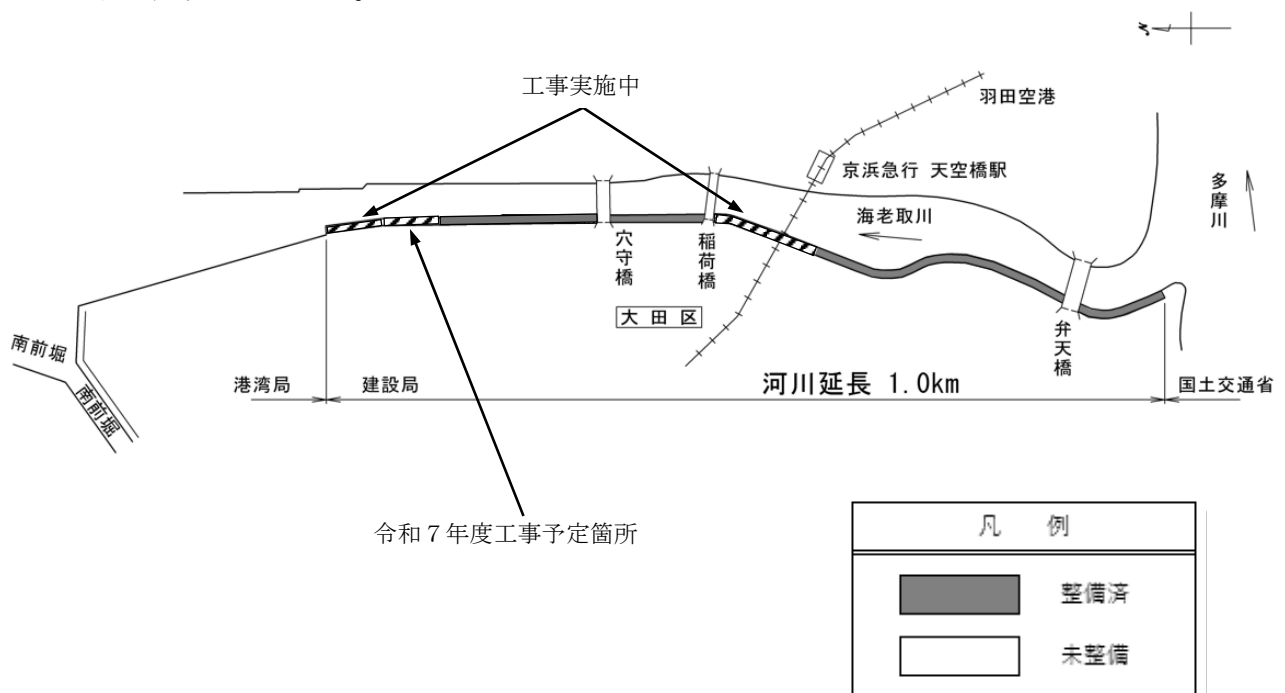 工事実施中
羽田空港
京浜急行 天空橋駅
多摩川
海老取川
穴守橋
稲荷橋
大田区
弁天橋
南前堀
南前堀
港湾局
建設局
河川延長 1.0km
国土交通省
令和7年度工事予定箇所
凡 例
整備済
未整備